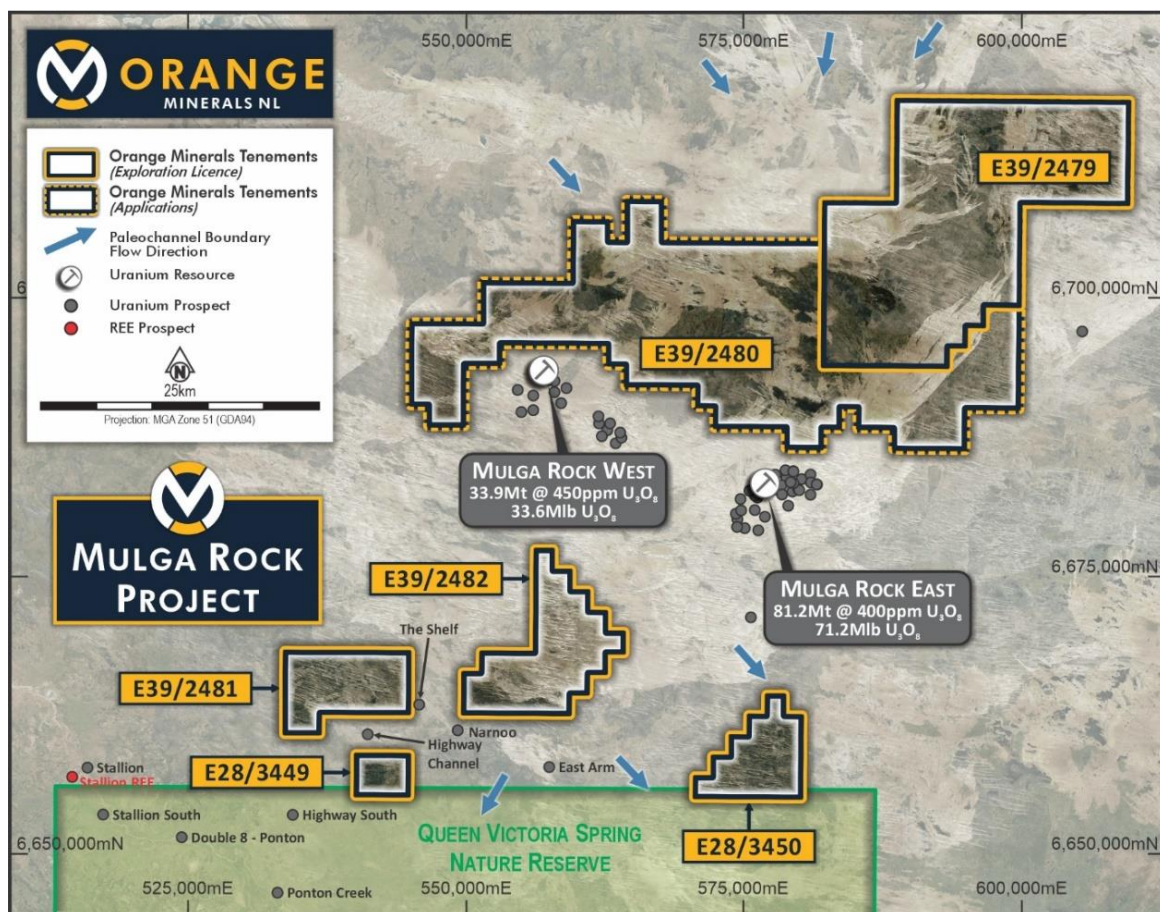 550,000mE
575,000mE
600,000mE
ORANGE
MINERALS NL
Orange Minerals Tenements
(Exploration Licence)
Orange Minerals Tenements
(Applications)
Paleochannel Boundary
Flow Direction
Uranium Resource
Uranium Prospect
REE Prospect
N
25km
Projection: MGA Zone 51 (GDA94)
E39/2479
6,700,000mN
E39/2480
MULGA ROCK WEST
33.9Mt @ 450ppm U₃O₈
33.6Mlb U₃O₈
MULGA ROCK
PROJECT
E39/2482
6,675,000mN
MULGA ROCK EAST
81.2Mt @ 400ppm U₃O₈
71.2Mlb U₃O₈
The Shelf
E39/2481
Narnoo
Highway
Channel
Stallion
Stallion REE
E28/3449
East Arm
Stallion South
Highway South
Double 8 - Ponton
QUEEN VICTORIA SPRING
NATURE RESERVE
E28/3450
6,650,000mN
6,650,000mN
Ponton Creek
525,000mE
550,000mE
575,000mE
600,000mE